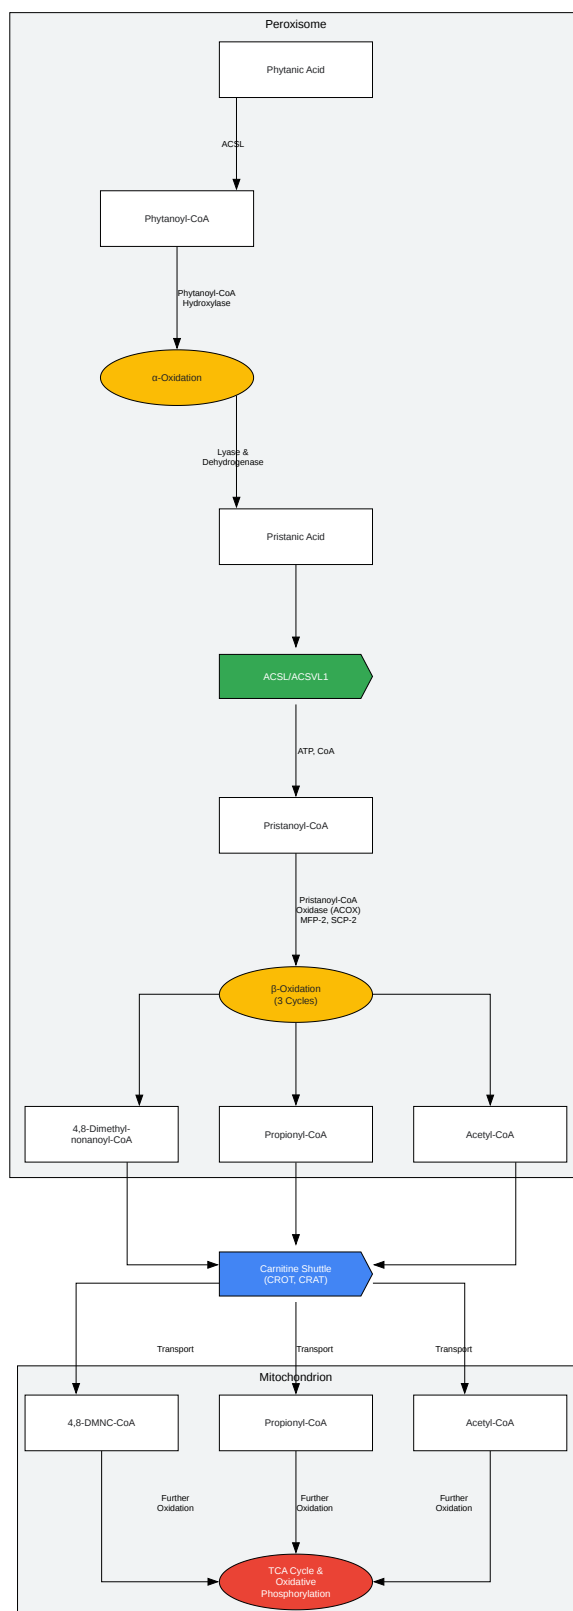 Peroxisome
Phytanic Acid
ACSL
Phytanoyl-CoA
Phytanoyl-CoA
Hydroxylase
α-Oxidation
Lyase &
Dehydrogenase
Pristanic Acid
ACSL/ACSVL1
ATP, CoA
Pristanoyl-CoA
Pristanoyl-CoA
Oxidase (ACOX)
MFP-2, SCP-2
β-Oxidation
(3 Cycles)
4,8-Dimethyl-
nonanoyl-CoA
Propionyl-CoA
Acetyl-CoA
Carnitine Shuttle
(CROT, CRAT)
Transport
Transport
Transport
Mitochondrion
4,8-DMNC-CoA
Propionyl-CoA
Acetyl-CoA
Further
Oxidation
Further
Oxidation
Further
Oxidation
TCA Cycle &
Oxidative
Phosphorylation